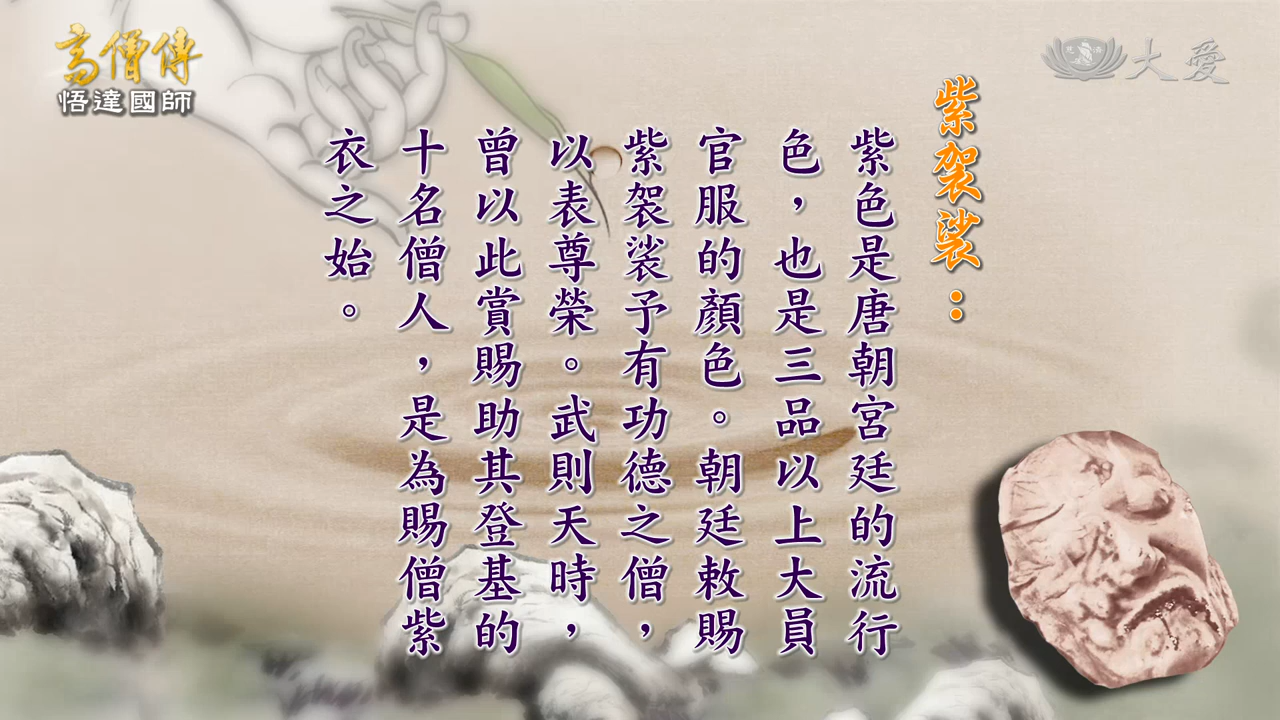 高僧傳
悟達國師
大愛
紫袈裟：
紫色是唐朝宮廷的流行
色，也是三品以上大員
官服的顏色。朝廷敕賜
紫袈裟予有功德之僧，
以表尊榮。武則天時，
曾以此賞賜助其登基的
十名僧人，是為賜僧紫
衣之始。